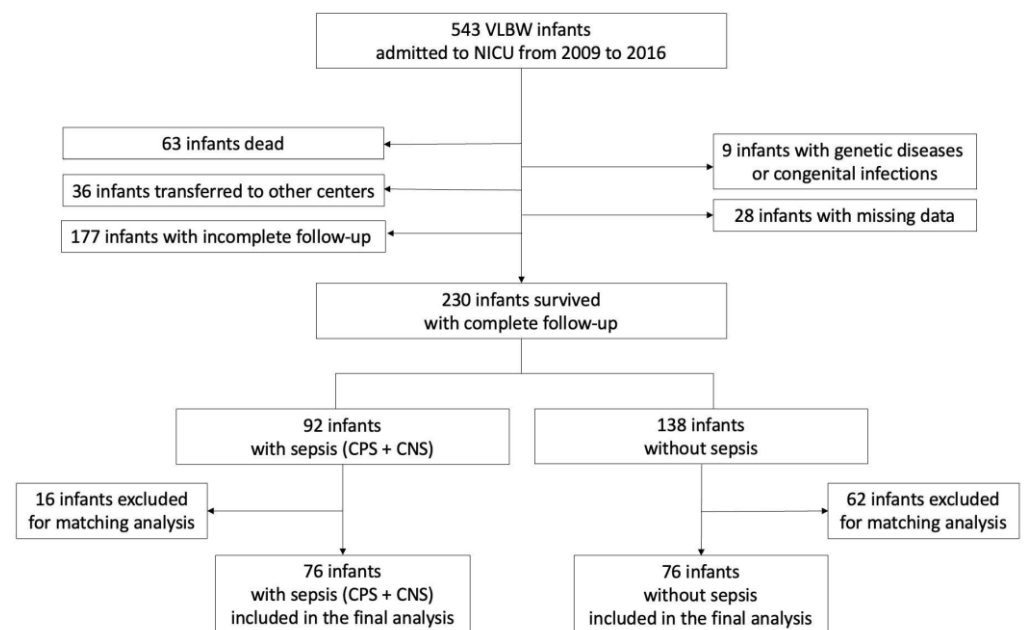 543 VLBW infants
admitted to NICU from 2009 to 2016
63 infants dead
9 infants with genetic diseases
or congenital infections
36 infants transferred to other centers
28 infants with missing data
177 infants with incomplete follow-up
230 infants survived
with complete follow-up
92 infants
with sepsis (CPS + CNS)
138 infants
without sepsis
16 infants excluded
for matching analysis
62 infants excluded
for matching analysis
76 infants
with sepsis (CPS + CNS)
included in the final analysis
76 infants
without sepsis
included in the final analysis